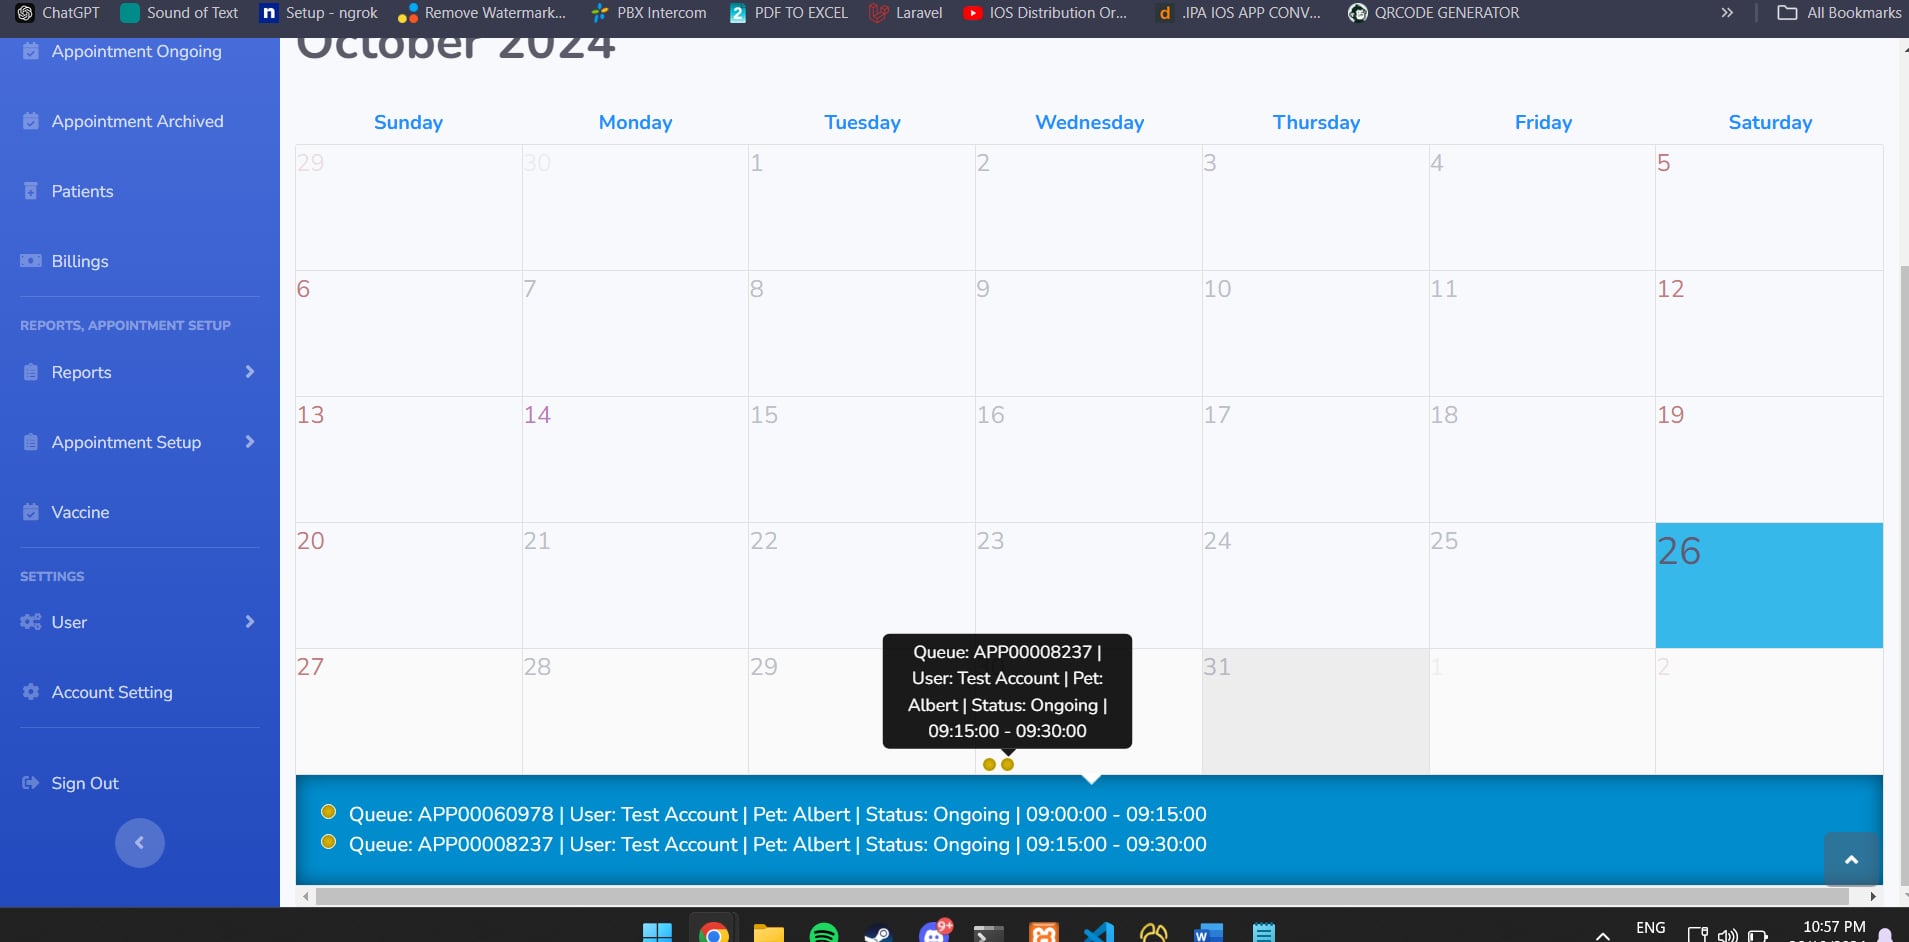 ChatGPT
Sound of Text
n Setup - ngrok
Remove Watermark...
PBX Intercom
2 PDF TO EXCEL
Laravel
IOS Distribution Or...
d .IPA IOS APP CONV...
QRCODE GENERATOR
All Bookmarks
Appointment Ongoing
Appointment Archived
Patients
Billings
REPORTS, APPOINTMENT SETUP
Reports
Appointment Setup
Vaccine
SETTINGS
User
Account Setting
Sign Out
October 2024
Sunday Monday Tuesday Wednesday Thursday Friday Saturday
29 30 1 2 3 4 5
6 7 8 9 10 11 12
13 14 15 16 17 18 19
20 21 22 23 24 25 26
27 28 29 31 1 2
Queue: APP00008237 |
User: Test Account | Pet:
Albert | Status: Ongoing |
09:15:00 - 09:30:00
Queue: APP00060978 | User: Test Account | Pet: Albert | Status: Ongoing | 09:00:00 - 09:15:00
Queue: APP00008237 | User: Test Account | Pet: Albert | Status: Ongoing | 09:15:00 - 09:30:00
9+
W
ENG
10:57 PM